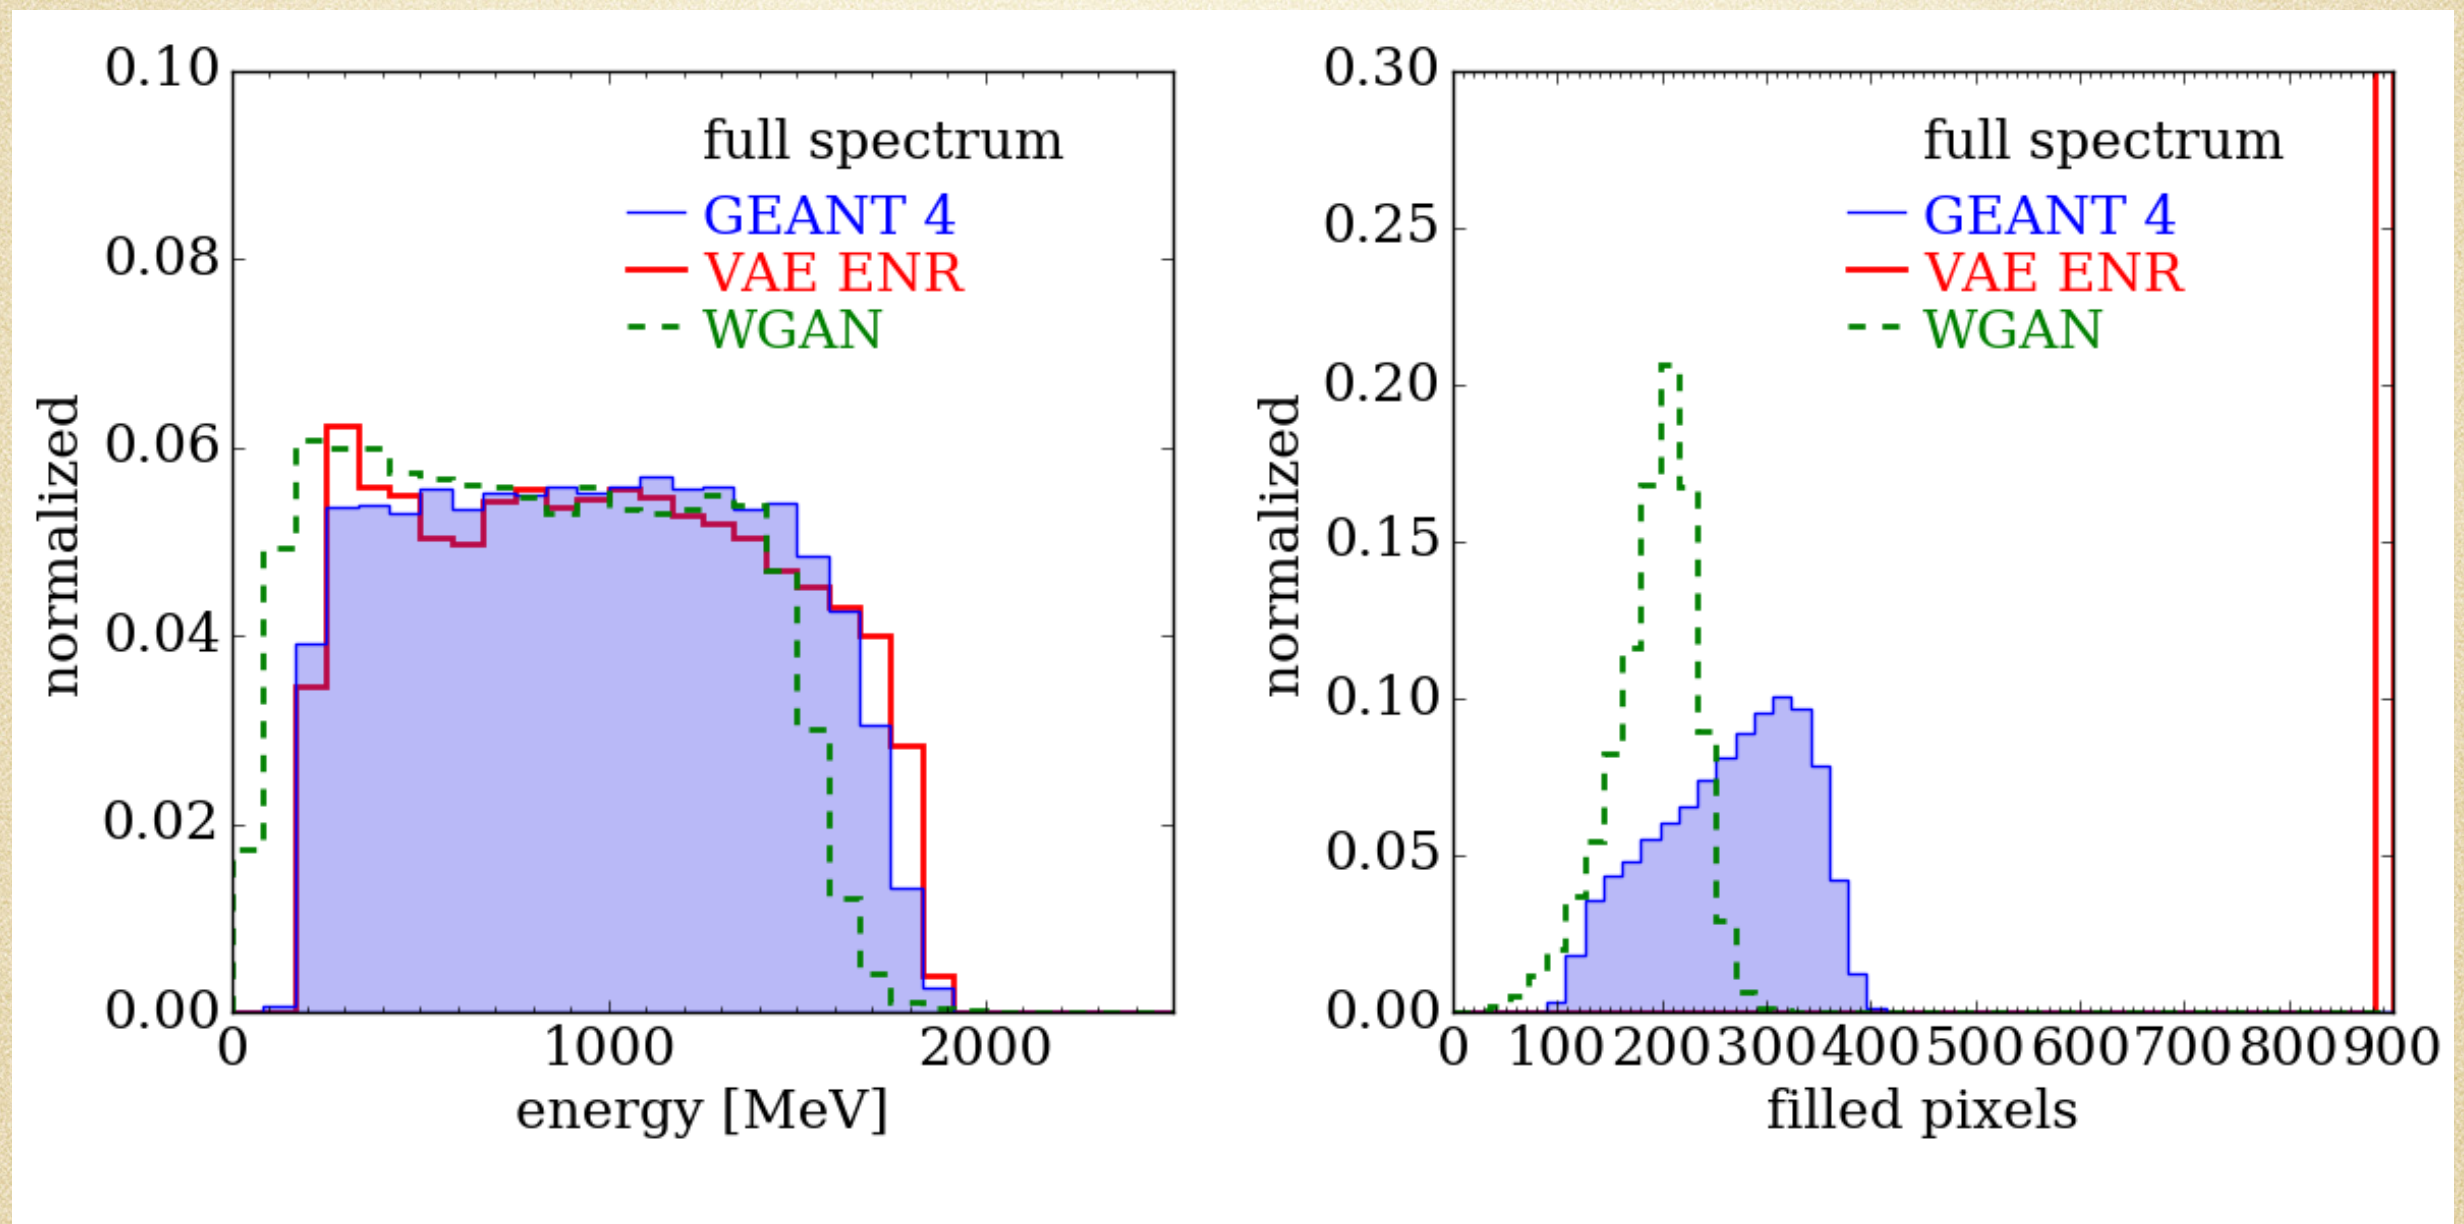 0.10
0.08
0.06
0.04
0.02
0.00
normalized
full spectrum
GEANT 4
VAE ENR
WGAN
0 1000 2000
energy [MeV]
0.30
0.25
0.20
0.15
0.10
0.05
0.00
normalized
full spectrum
GEANT 4
VAE ENR
WGAN
0 100 200 300 400 500 600 700 800 900
filled pixels